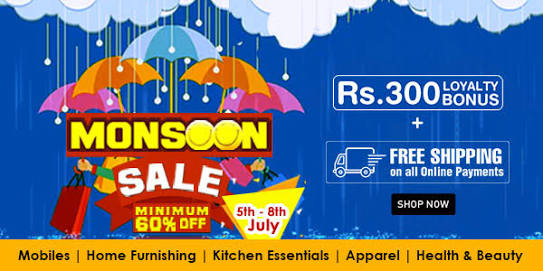 MONSOON
SALE
MINIMUM
60% OFF
5th - 8th
July
Rs.300 LOYALTY BONUS
+
FREE SHIPPING
on all Online Payments
SHOP NOW
Mobiles | Home Furnishing | Kitchen Essentials | Apparel | Health & Beauty